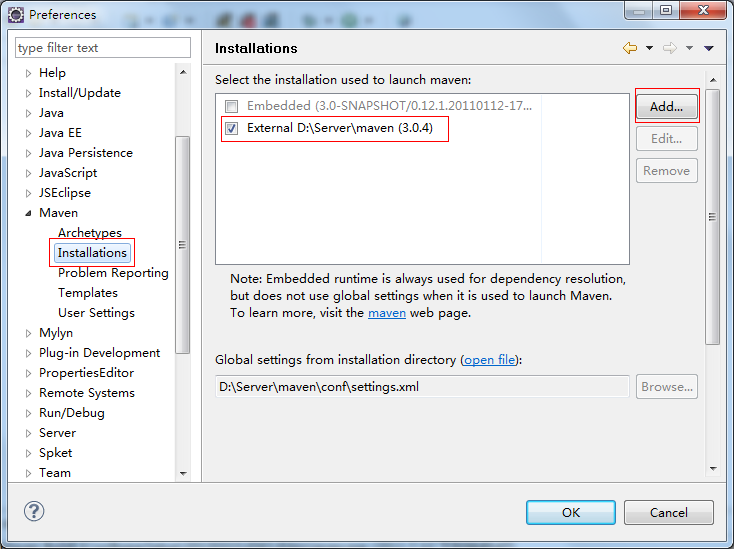 Preferences
type filter text
Help
Install/Update
Java
Java EE
Java Persistence
JavaScript
JSEclipse
Maven
Archetypes
Installations
Problem Reporting
Templates
User Settings
Mylyn
Plug-in Development
PropertiesEditor
Remote Systems
Run/Debug
Server
Spket
Team
Installations
Select the installation used to launch maven:
Embedded (3.0-SNAPSHOT/0.12.1.20110112-17...
External D:\Server\maven (3.0.4)
Add...
Edit...
Remove
Note: Embedded runtime is always used for dependency resolution,
but does not use global settings when it is used to launch Maven.
To learn more, visit the maven web page.
Global settings from installation directory (open file):
D:\Server\maven\conf\settings.xml
Browse...
?
OK
Cancel